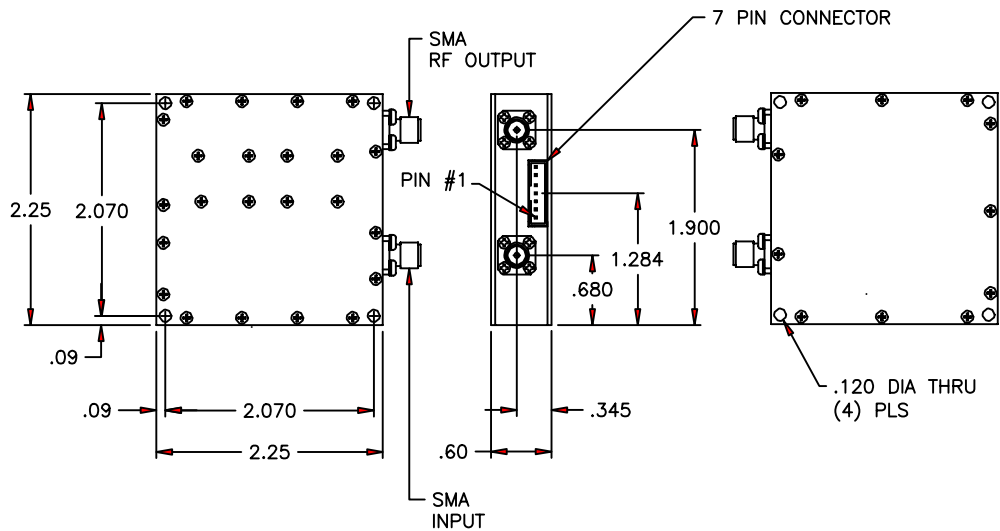 7 PIN CONNECTOR
SMA
RF OUTPUT
PIN #1
2.25
2.070
1.900
1.284
.680
.09
.09
2.070
.345
.120 DIA THRU
(4) PLS
2.25
.60
SMA
INPUT